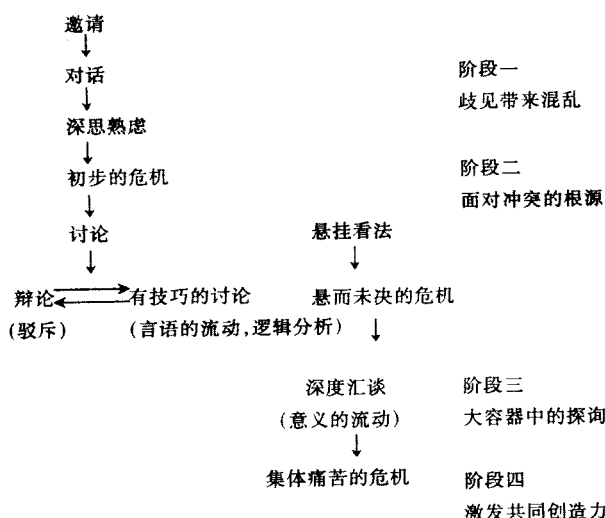 邀请
对话
阶段一
歧见带来混乱
深思熟虑
初步的危机
阶段二
面对冲突的根源
讨论
悬挂看法
辩论
有技巧的讨论
悬而未决的危机
(驳斥)
(言语的流动,逻辑分析)
深度汇谈
阶段三
(意义的流动)
大容器中的探询
集体痛苦的危机
阶段四
激发共同创造力